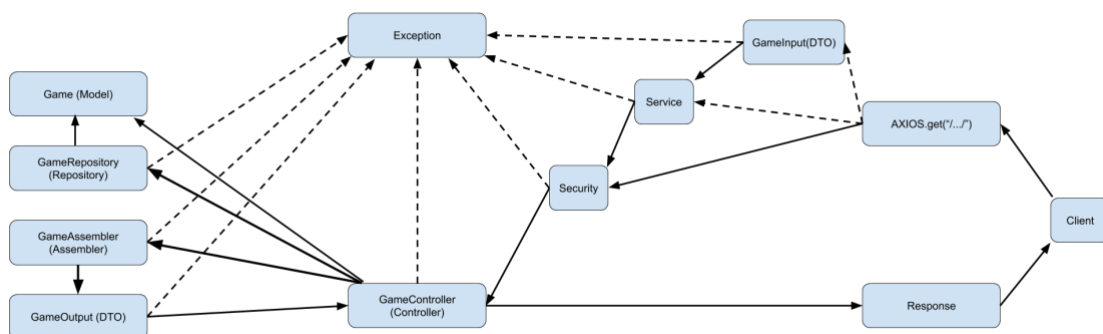 Exception
GameInput(DTO)
Game (Model)
Service
AXIOS.get("/.../")
GameRepository
(Repository)
Security
GameAssembler
(Assembler)
Client
GameOutput (DTO)
GameController
(Controller)
Response